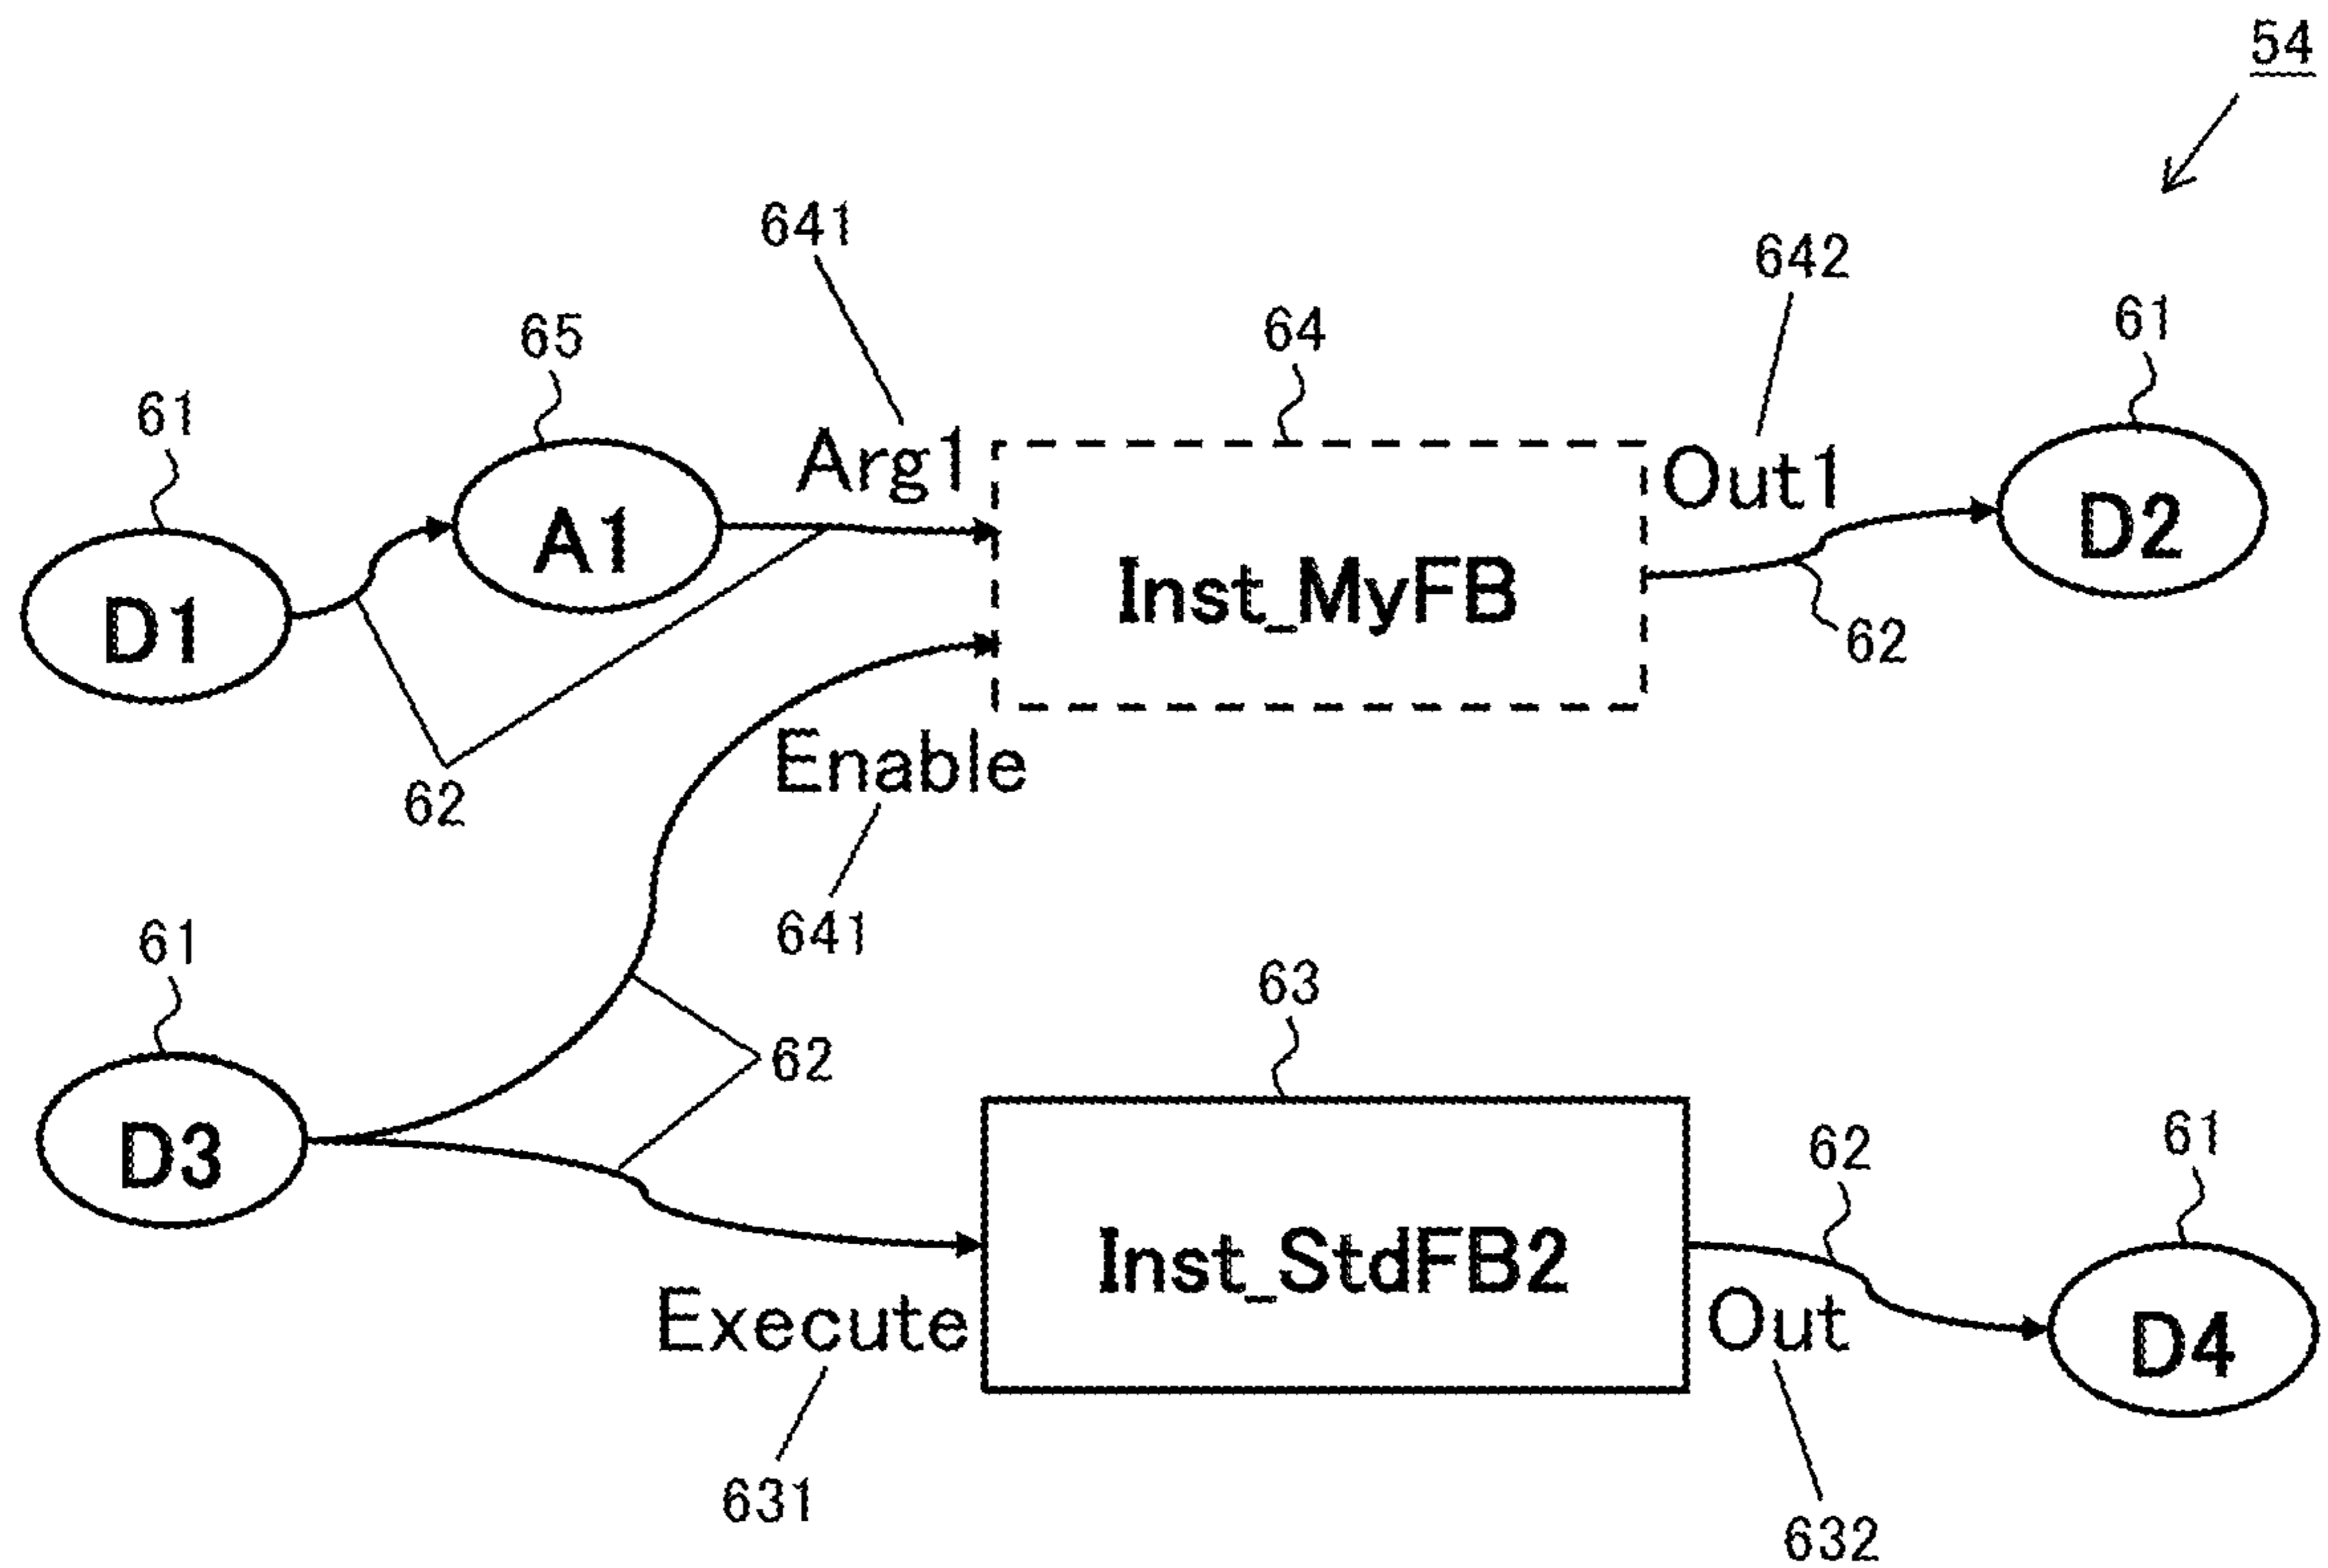 54
641
642
65
64
61
61
Arg1
Out1
A1
D2
D1
Inst_MyFB
62
Enable
62
641
61
63
62
D3
62
61
Inst_StdFB2
Execute
Out
D4
631
632